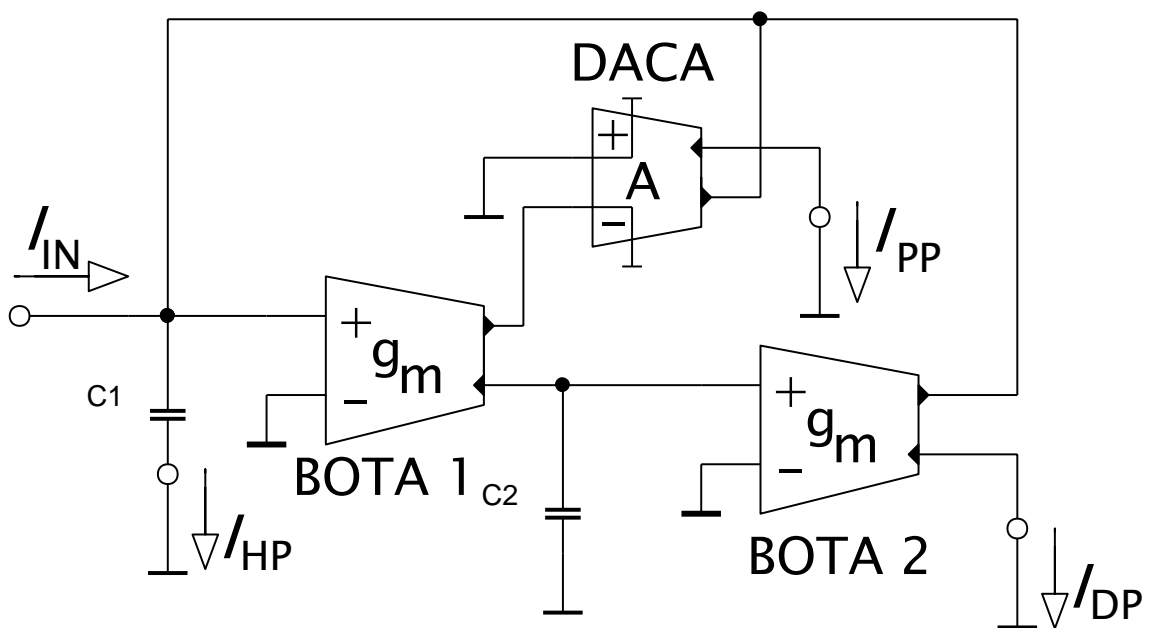 DACA
+
A
−
I_IN
I_PP
+
g_m
−
C1
+
g_m
−
BOTA 1
C2
I_HP
BOTA 2
I_DP